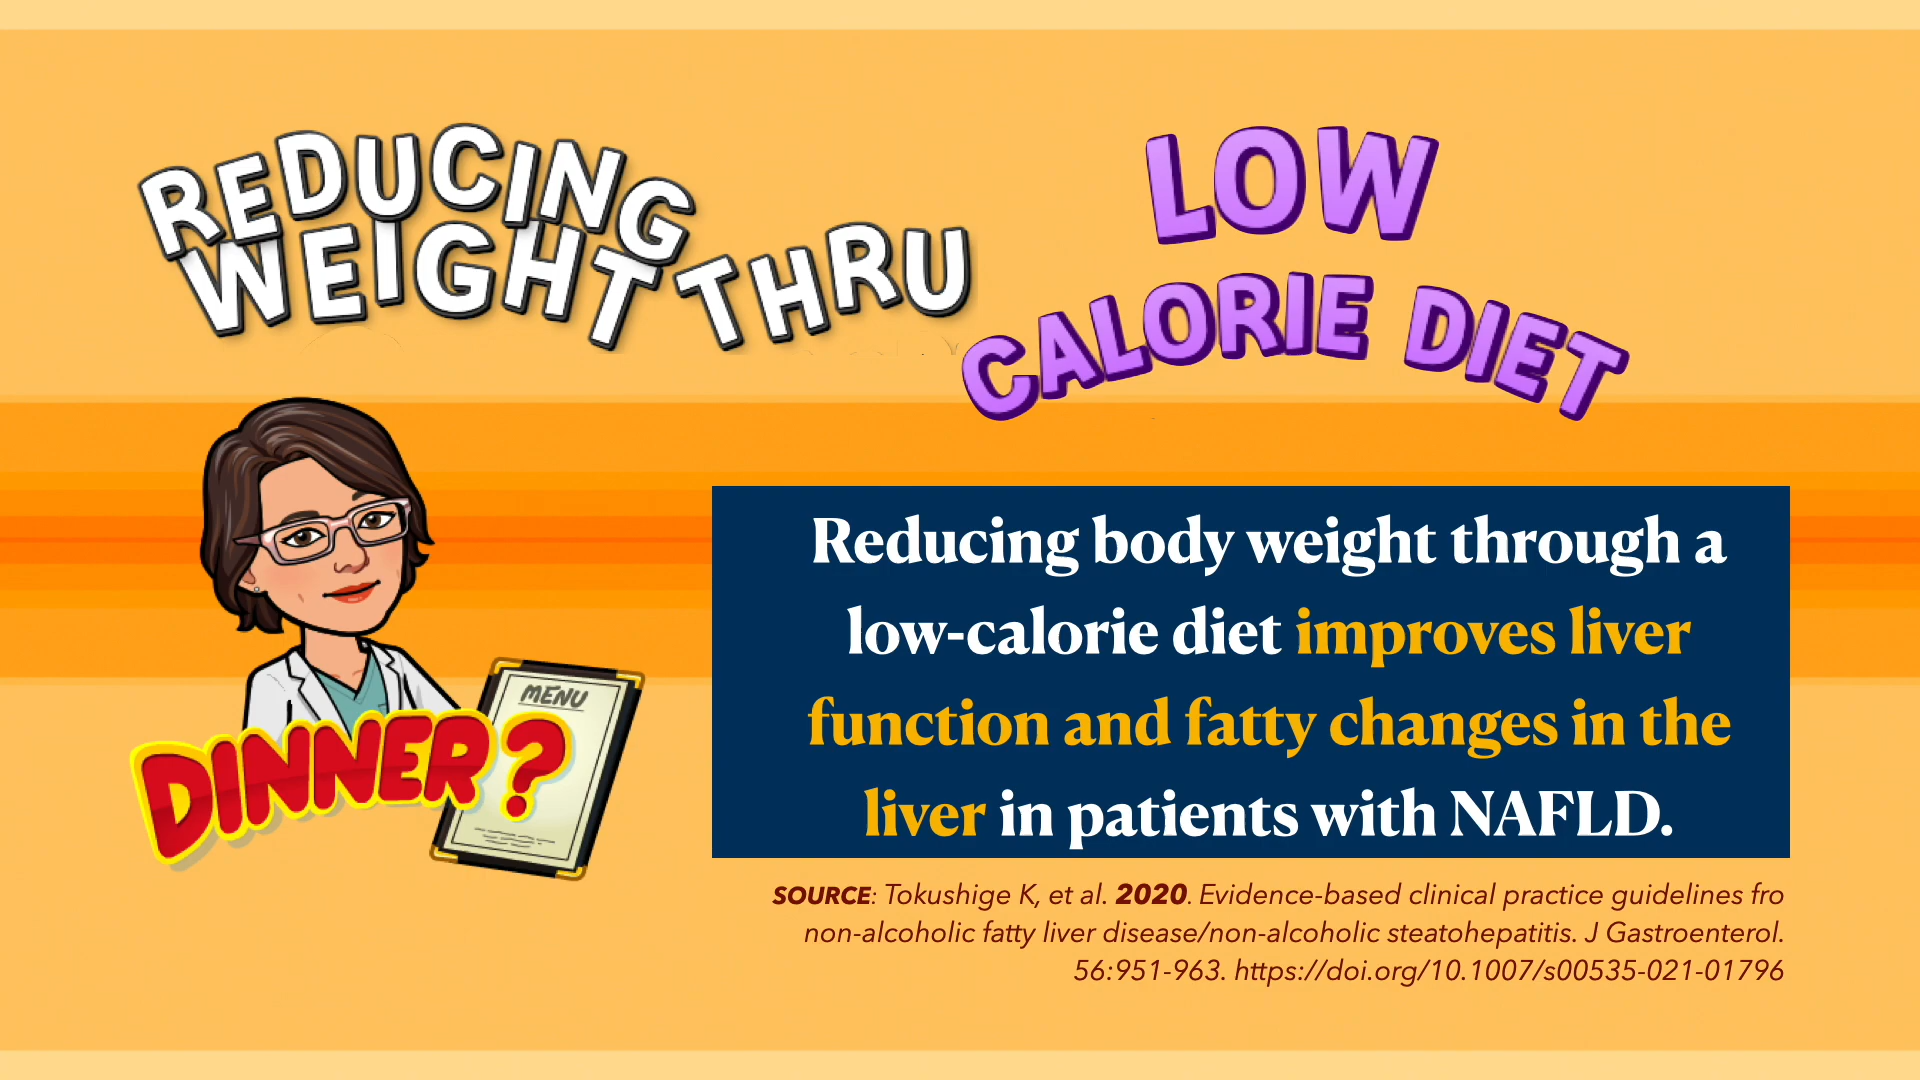 REDUCING
WEIGHT THRU
LOW
CALORIE DIET
MENU
DINNER?
Reducing body weight through a
low-calorie diet improves liver
function and fatty changes in the
liver in patients with NAFLD.
SOURCE: Tokushige K, et al. 2020. Evidence-based clinical practice guidelines fro
non-alcoholic fatty liver disease/non-alcoholic steatohepatitis. J Gastroenterol.
56:951-963. https://doi.org/10.1007/s00535-021-01796